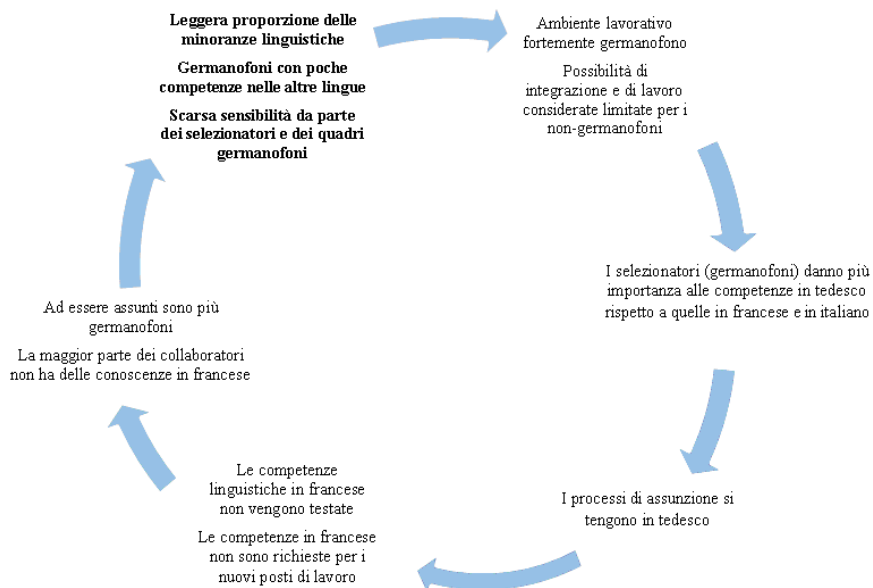 Leggera proporzione delle
minoranze linguistiche
Germanofoni con poche
competenze nelle altre lingue
Scarsa sensibilità da parte
dei selezionatori e dei quadri
germanofoni
Ambiente lavorativo
fortemente germanofono
Possibilità di
integrazione e di lavoro
considerate limitate per i
non-germanofoni
I selezionatori (germanofoni) danno più
importanza alle competenze in tedesco
rispetto a quelle in francese e in italiano
I processi di assunzione si
tengono in tedesco
Le competenze
linguistiche in francese
non vengono testate
Le competenze in francese
non sono richieste per i
nuovi posti di lavoro
Ad essere assunti sono più
germanofoni
La maggior parte dei collaboratori
non ha delle conoscenze in francese